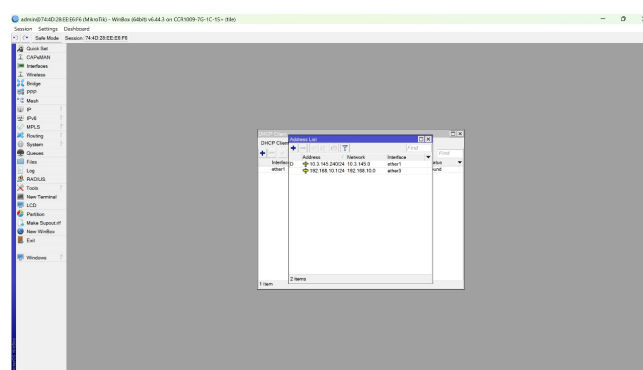 admin@74:4D:28:EE:E6:F6 (MikroTik) - WinBox (64bit) v6.44.3 on CCR1009-7G-1C-1S+ (tile)
Session Settings Dashboard
Safe Mode Session: 74:4D:28:EE:E6:F6
Quick Set
CAPsMAN
Interfaces
Wireless
Bridge
PPP
Mesh
IP
IPv6
MPLS
Routing
System
Queues
Files
Log
RADIUS
Tools
New Terminal
LCD
Partition
Make Supout.rif
New WinBox
Exit
Windows
DHCP Client
DHCP Clien
Find
Interface
atus
ether1
und
1 item
Address List
Find
Address Network Interface
D 10.3.145.240/24 10.3.145.0 ether1
192.168.10.1/24 192.168.10.0 ether3
2 items